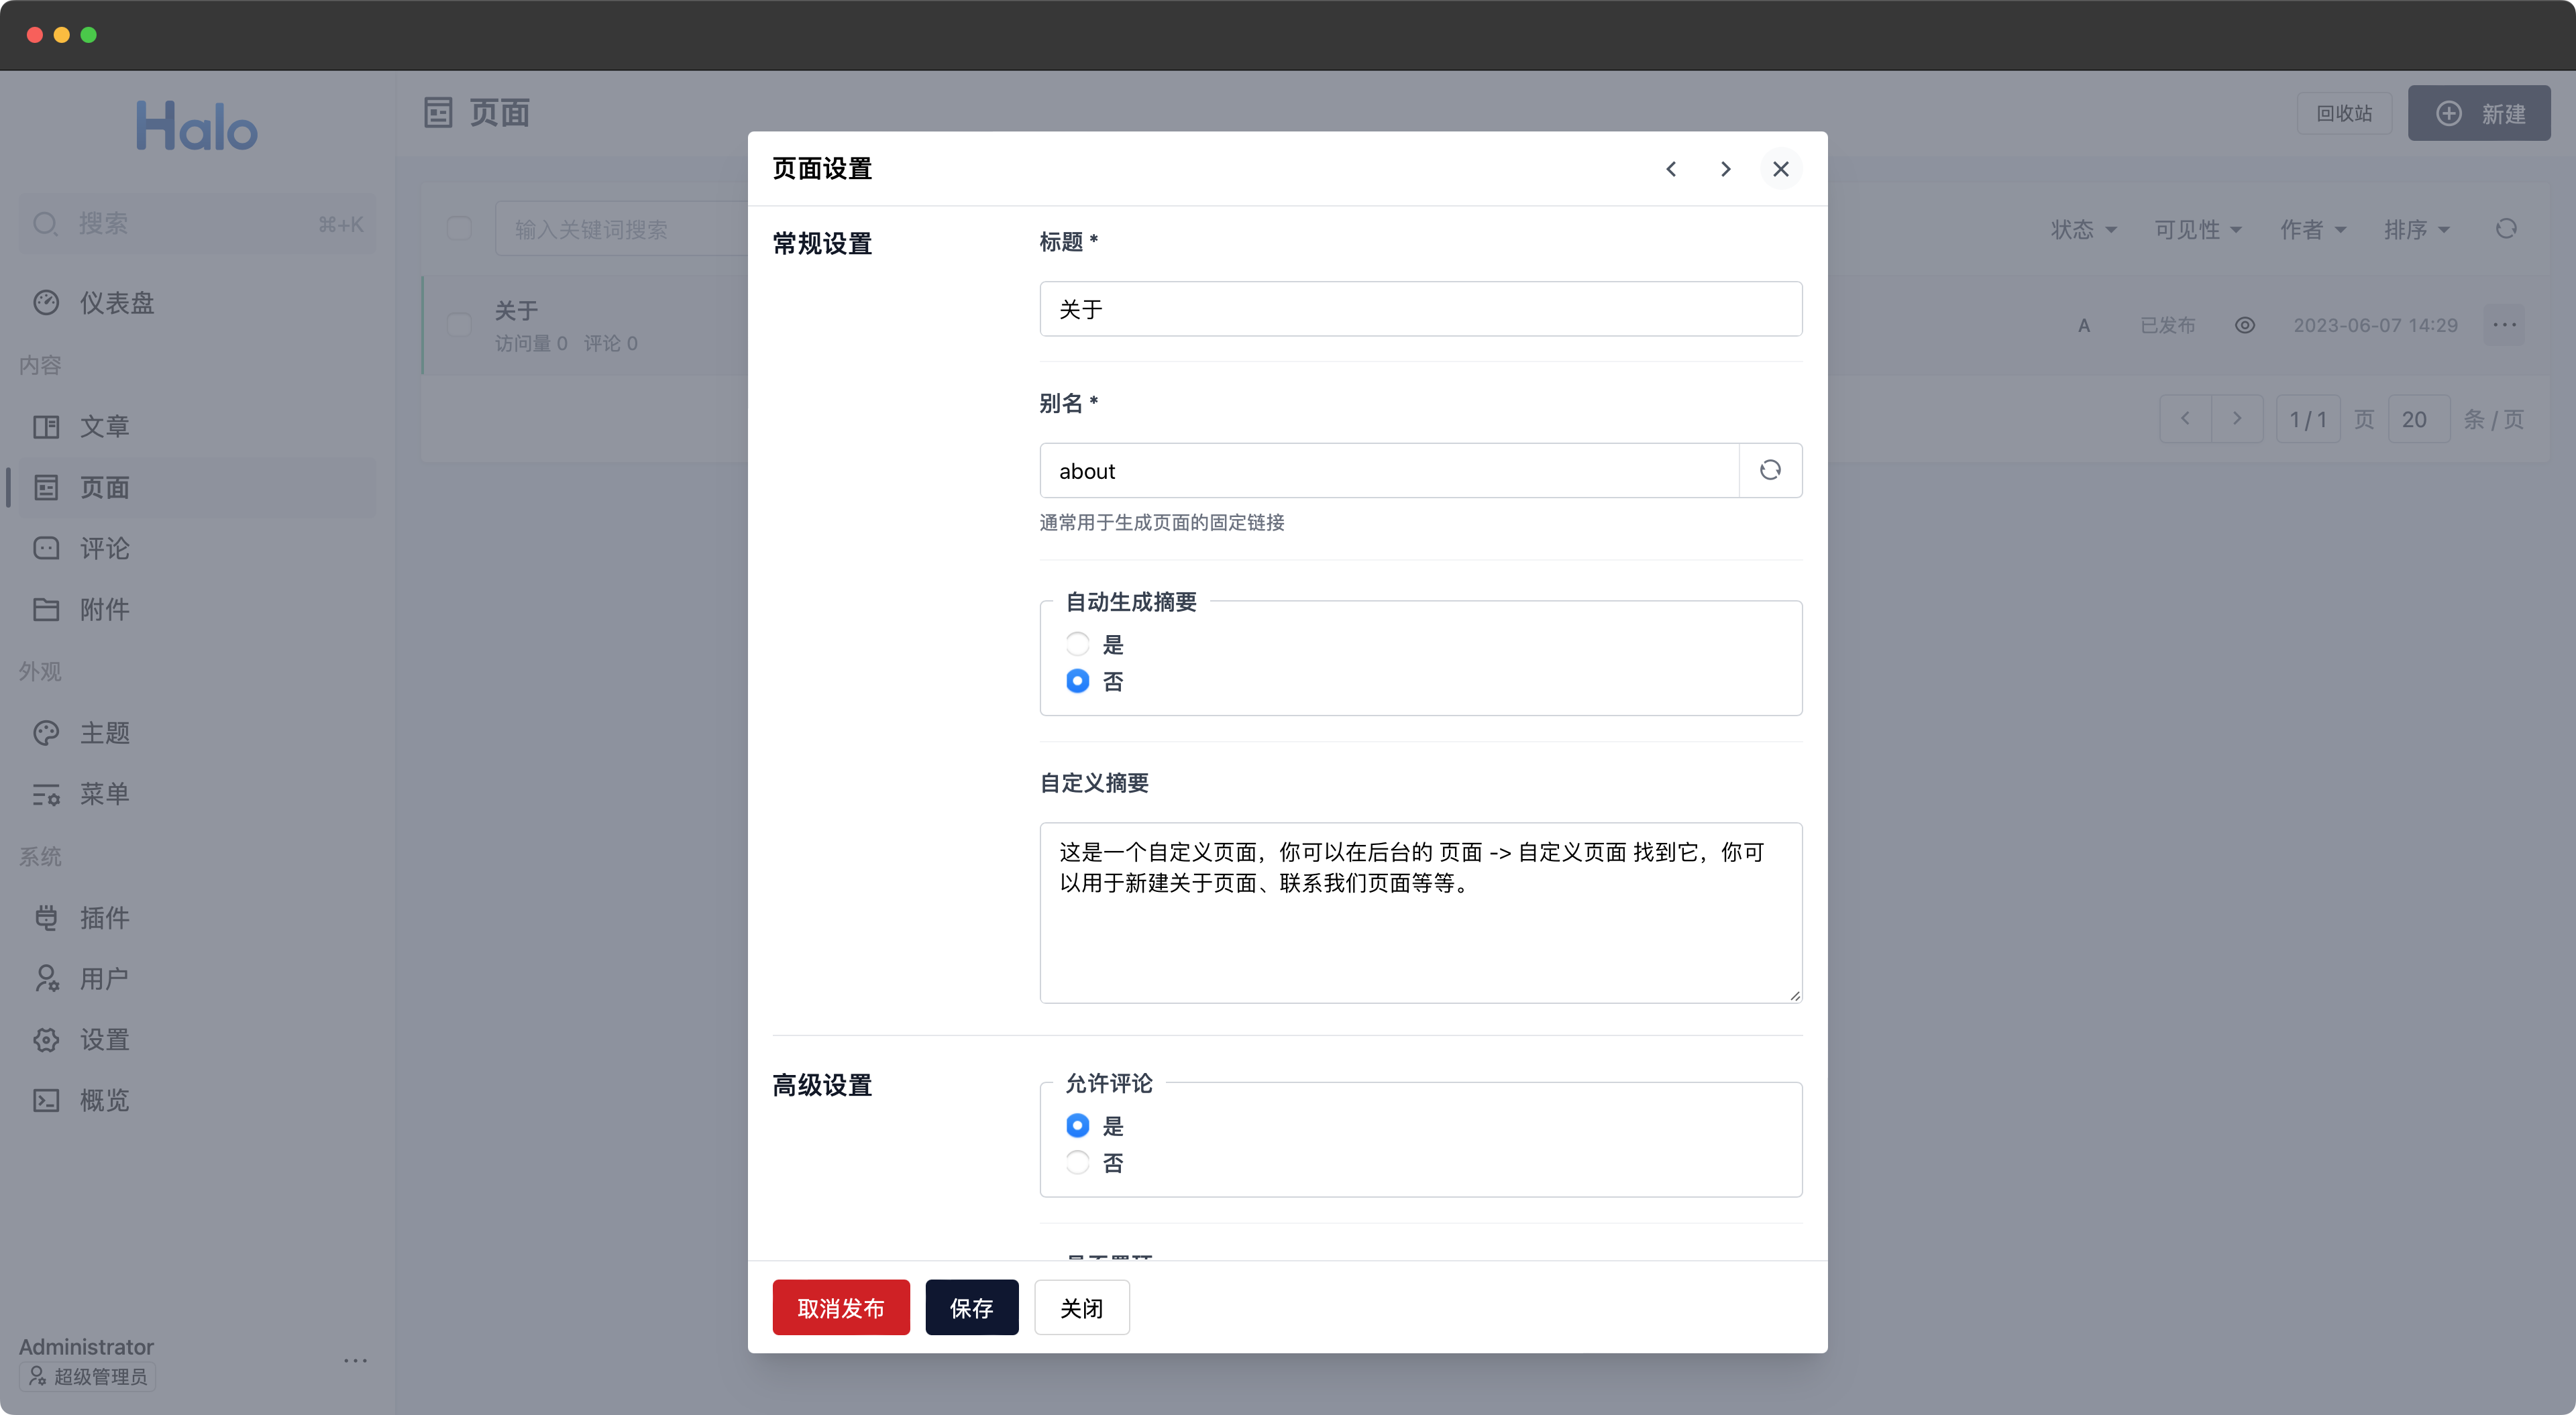 Halo
搜索 ⌘+K
仪表盘
内容
文章
页面
评论
附件
外观
主题
菜单
系统
插件
用户
设置
概览
Administrator
超级管理员
页面
回收站
新建
输入关键词搜索
状态 可见性 作者 排序
关于
访问量 0 评论 0
A 已发布 2023-06-07 14:29
1 / 1 页 20 条 / 页
页面设置
常规设置
标题 *
关于
别名 *
about
通常用于生成页面的固定链接
自动生成摘要
是
否
自定义摘要
这是一个自定义页面，你可以在后台的 页面 -> 自定义页面 找到它，你可
以用于新建关于页面、联系我们页面等等。
高级设置
允许评论
是
否
取消发布 保存 关闭